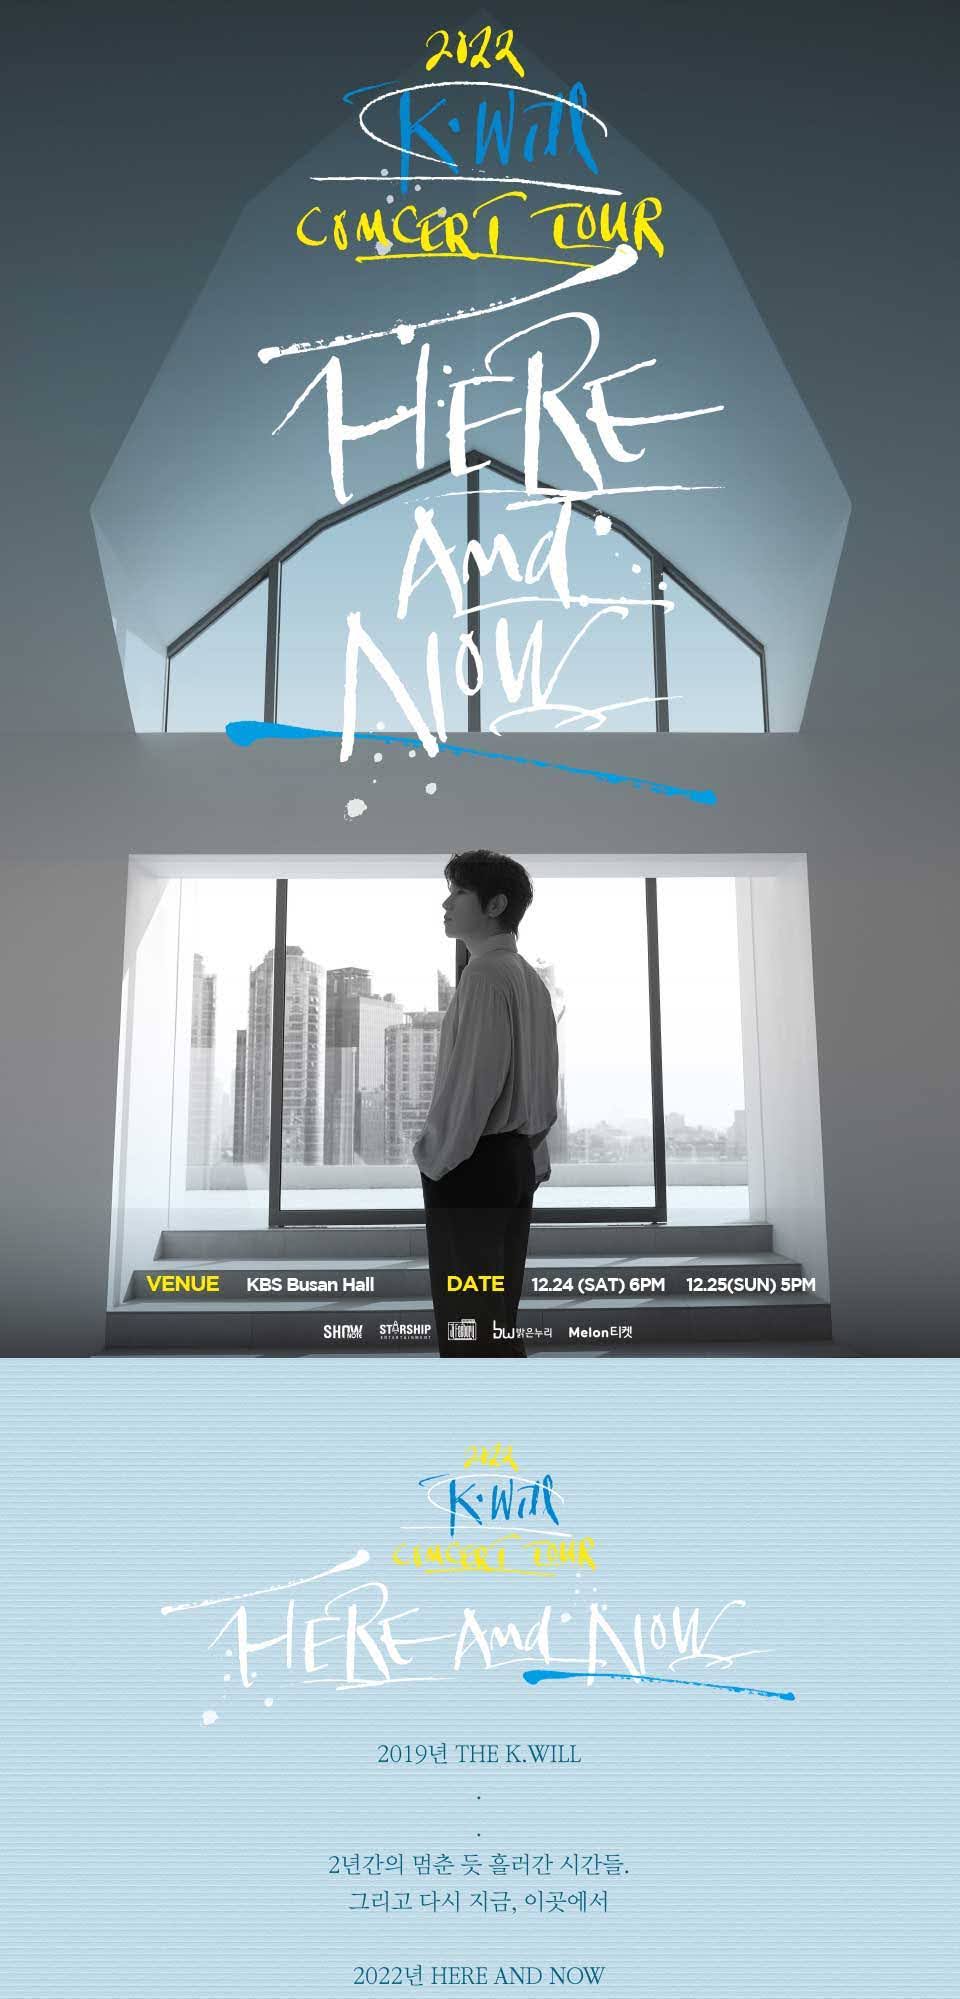 2022
K.Will
CONCERT TOUR
HERE
And
NOW
VENUE KBS Busan Hall DATE 12.24 (SAT) 6PM 12.25(SUN) 5PM
SHOWNOTE STARSHIP ENTERTAINMENT bw밝은누리 Melon티켓
2022
K.Will
CONCERT TOUR
HERE And NOW
2019년 THE K.WILL
.
.
2년간의 멈춘 듯 흘러간 시간들.
그리고 다시 지금, 이곳에서
2022년 HERE AND NOW